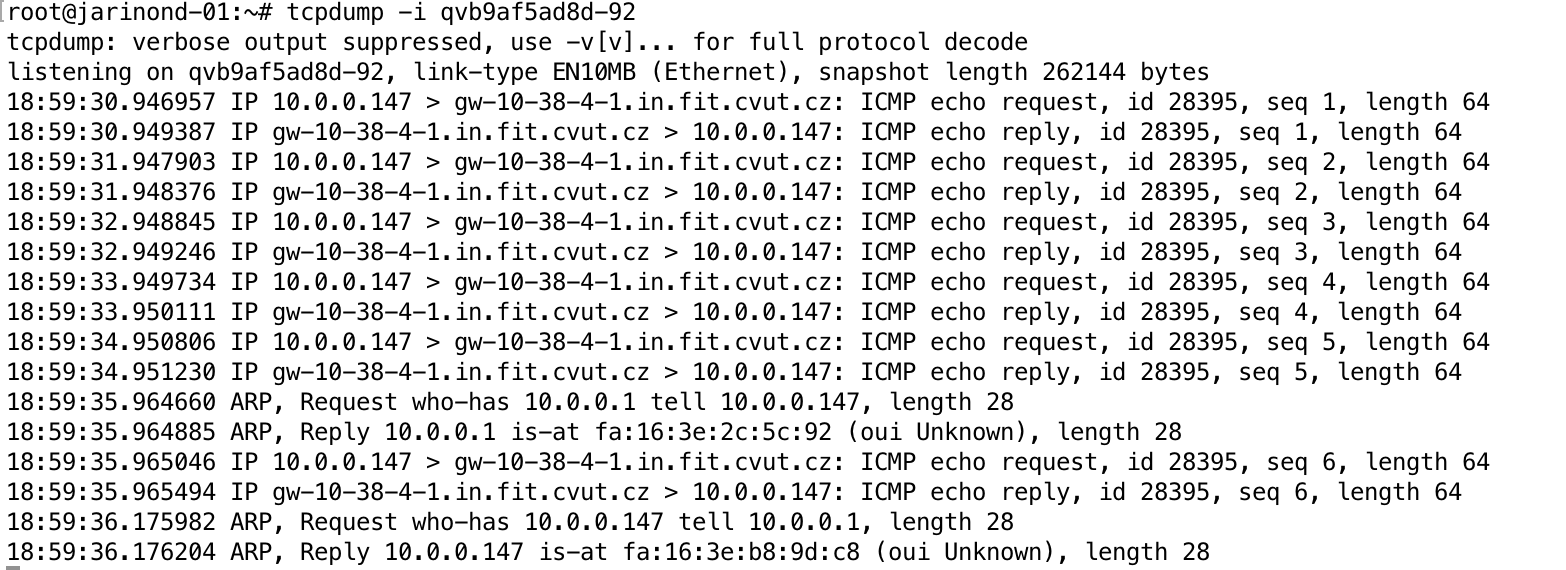 root@jarinond-01:~# tcpdump -i qvb9af5ad8d-92
tcpdump: verbose output suppressed, use -v[v]... for full protocol decode
listening on qvb9af5ad8d-92, link-type EN10MB (Ethernet), snapshot length 262144 bytes
18:59:30.946957 IP 10.0.0.147 > gw-10-38-4-1.in.fit.cvut.cz: ICMP echo request, id 28395, seq 1, length 64
18:59:30.949387 IP gw-10-38-4-1.in.fit.cvut.cz > 10.0.0.147: ICMP echo reply, id 28395, seq 1, length 64
18:59:31.947903 IP 10.0.0.147 > gw-10-38-4-1.in.fit.cvut.cz: ICMP echo request, id 28395, seq 2, length 64
18:59:31.948376 IP gw-10-38-4-1.in.fit.cvut.cz > 10.0.0.147: ICMP echo reply, id 28395, seq 2, length 64
18:59:32.948845 IP 10.0.0.147 > gw-10-38-4-1.in.fit.cvut.cz: ICMP echo request, id 28395, seq 3, length 64
18:59:32.949246 IP gw-10-38-4-1.in.fit.cvut.cz > 10.0.0.147: ICMP echo reply, id 28395, seq 3, length 64
18:59:33.949734 IP 10.0.0.147 > gw-10-38-4-1.in.fit.cvut.cz: ICMP echo request, id 28395, seq 4, length 64
18:59:33.950111 IP gw-10-38-4-1.in.fit.cvut.cz > 10.0.0.147: ICMP echo reply, id 28395, seq 4, length 64
18:59:34.950806 IP 10.0.0.147 > gw-10-38-4-1.in.fit.cvut.cz: ICMP echo request, id 28395, seq 5, length 64
18:59:34.951230 IP gw-10-38-4-1.in.fit.cvut.cz > 10.0.0.147: ICMP echo reply, id 28395, seq 5, length 64
18:59:35.964660 ARP, Request who-has 10.0.0.1 tell 10.0.0.147, length 28
18:59:35.964885 ARP, Reply 10.0.0.1 is-at fa:16:3e:2c:5c:92 (oui Unknown), length 28
18:59:35.965046 IP 10.0.0.147 > gw-10-38-4-1.in.fit.cvut.cz: ICMP echo request, id 28395, seq 6, length 64
18:59:35.965494 IP gw-10-38-4-1.in.fit.cvut.cz > 10.0.0.147: ICMP echo reply, id 28395, seq 6, length 64
18:59:36.175982 ARP, Request who-has 10.0.0.147 tell 10.0.0.1, length 28
18:59:36.176204 ARP, Reply 10.0.0.147 is-at fa:16:3e:b8:9d:c8 (oui Unknown), length 28